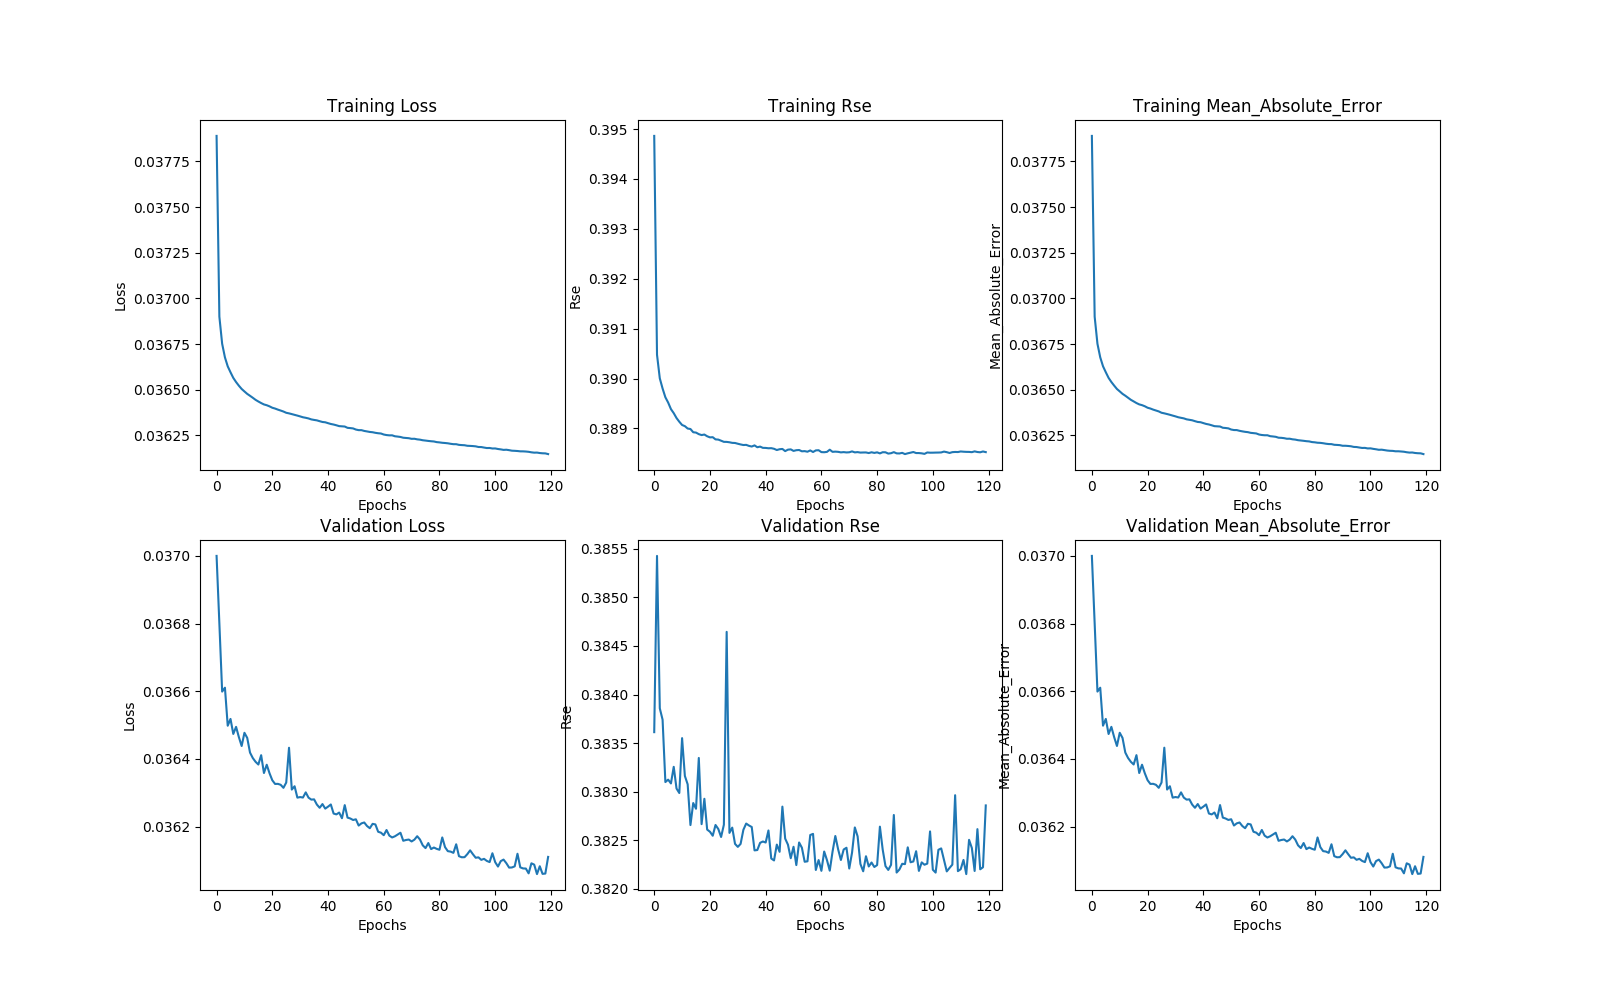 Training Loss
Training Rse
Training Mean_Absolute_Error
Loss
0.03775
0.03750
0.03725
0.03700
0.03675
0.03650
0.03625
0 20 40 60 80 100 120
Epochs
Rse
0.395
0.394
0.393
0.392
0.391
0.390
0.389
0 20 40 60 80 100 120
Epochs
Mean_Absolute_Error
0.03775
0.03750
0.03725
0.03700
0.03675
0.03650
0.03625
0 20 40 60 80 100 120
Epochs
Validation Loss
Validation Rse
Validation Mean_Absolute_Error
Loss
0.0370
0.0368
0.0366
0.0364
0.0362
0 20 40 60 80 100 120
Epochs
Rse
0.3855
0.3850
0.3845
0.3840
0.3835
0.3830
0.3825
0.3820
0 20 40 60 80 100 120
Epochs
Mean_Absolute_Error
0.0370
0.0368
0.0366
0.0364
0.0362
0 20 40 60 80 100 120
Epochs